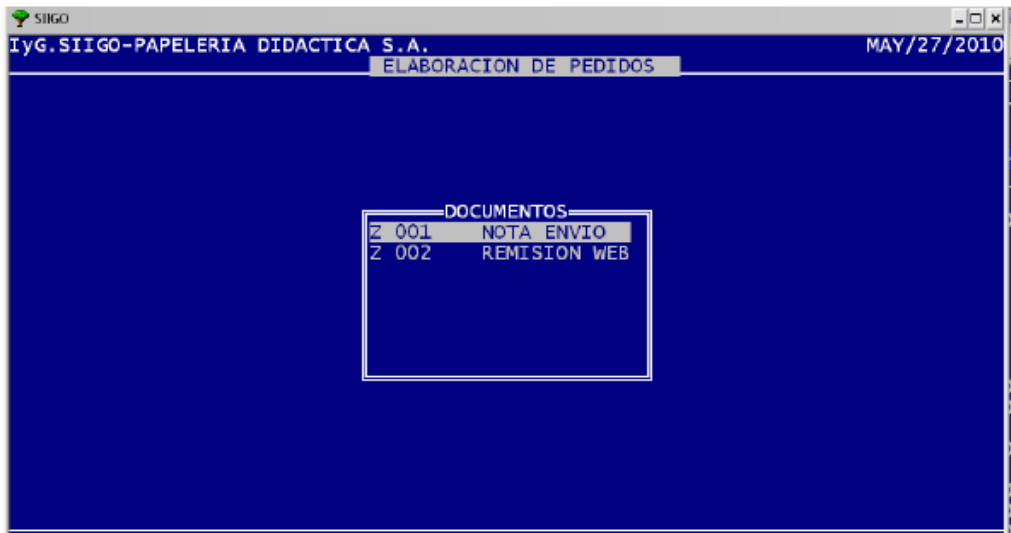 SIIGO
IyG.SIIGO-PAPELERIA DIDACTICA S.A. MAY/27/2010
ELABORACION DE PEDIDOS
DOCUMENTOS
Z 001 NOTA ENVIO
Z 002 REMISION WEB